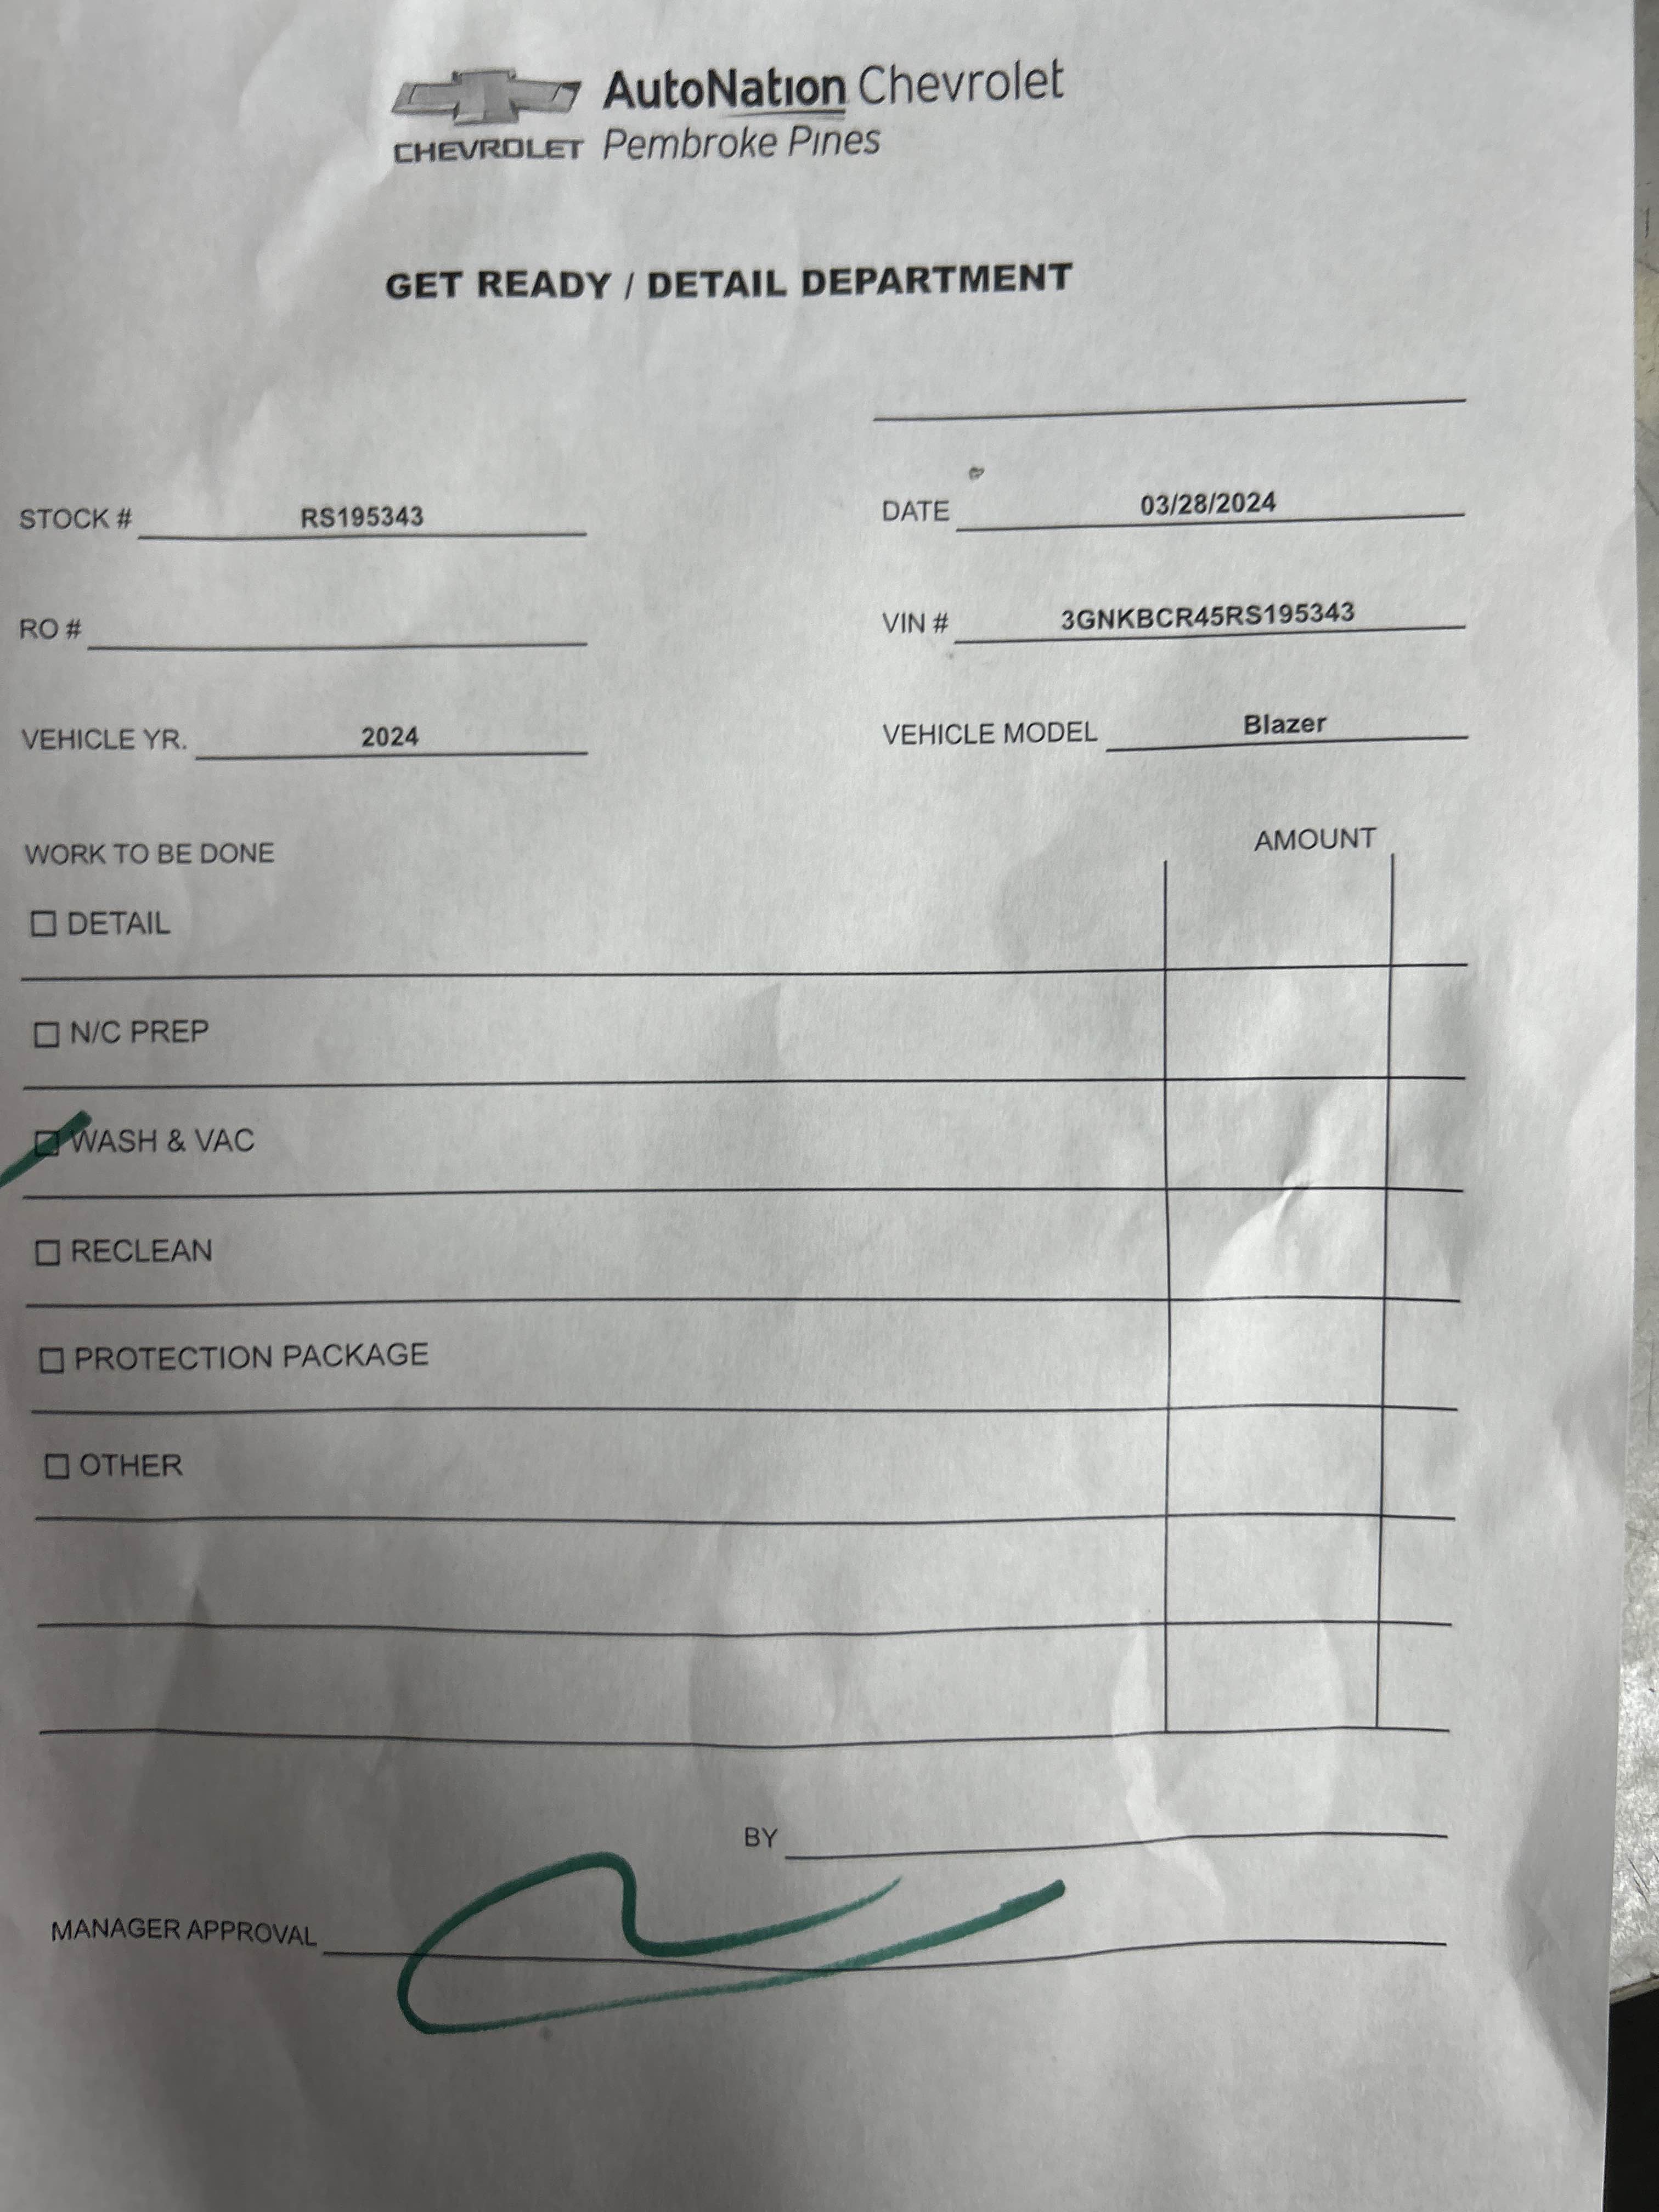 AutoNation Chevrolet
CHEVROLET Pembroke Pines
GET READY / DETAIL DEPARTMENT
STOCK # RS195343 DATE 03/28/2024
RO # VIN # 3GNKBCR45RS195343
VEHICLE YR. 2024 VEHICLE MODEL Blazer
WORK TO BE DONE AMOUNT
DETAIL
N/C PREP
WASH & VAC
RECLEAN
PROTECTION PACKAGE
OTHER
BY
MANAGER APPROVAL